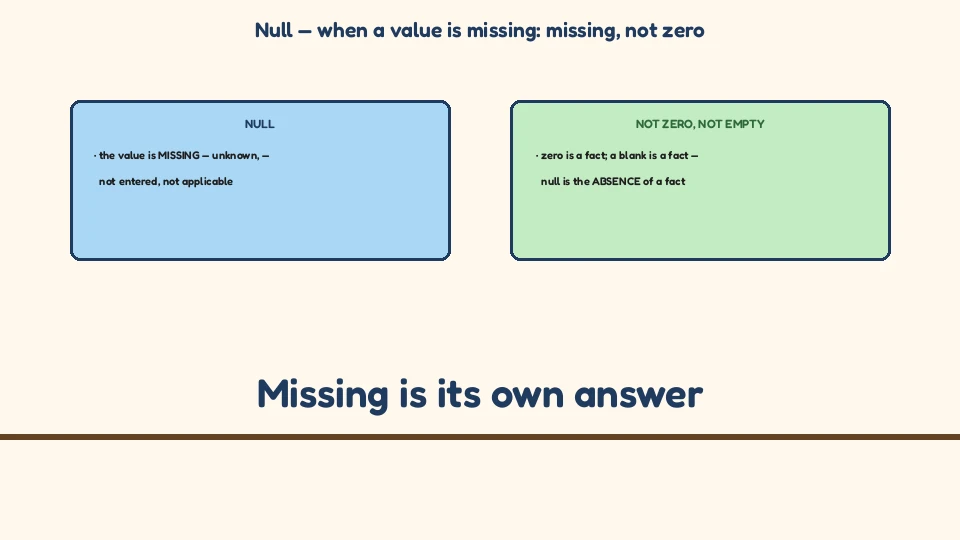 Null — when a value is missing: missing, not zero
NULL
· the value is MISSING — unknown, —
not entered, not applicable
NOT ZERO, NOT EMPTY
· zero is a fact; a blank is a fact —
null is the ABSENCE of a fact
Missing is its own answer